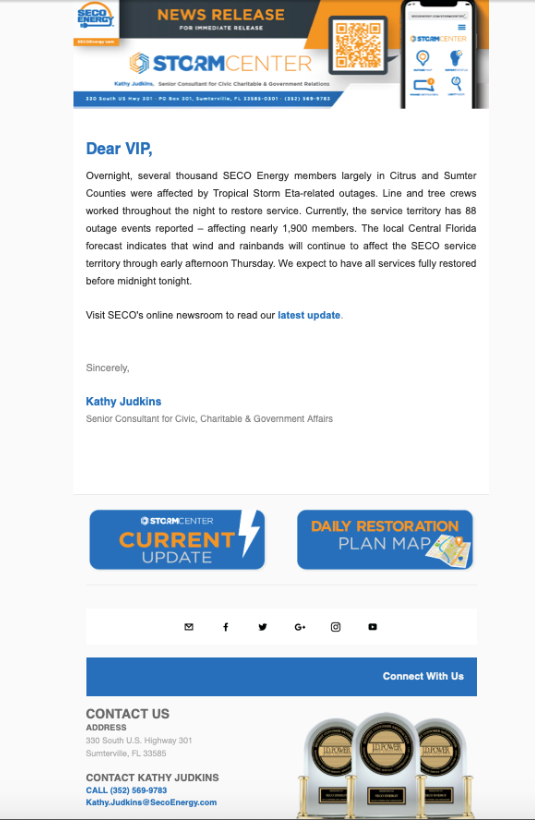 SECO
ENERGY
SECOEnergy.com
NEWS RELEASE
FOR IMMEDIATE RELEASE
STORMCENTER
Kathy Judkins, Senior Consultant for Civic Charitable & Government Relations
330 South US Hwy 301 · PO Box 301, Sumterville, FL 33585-0301 · (352) 569-9783
STORMCENTER
Dear VIP,
Overnight, several thousand SECO Energy members largely in Citrus and Sumter
Counties were affected by Tropical Storm Eta-related outages. Line and tree crews
worked throughout the night to restore service. Currently, the service territory has 88
outage events reported – affecting nearly 1,900 members. The local Central Florida
forecast indicates that wind and rainbands will continue to affect the SECO service
territory through early afternoon Thursday. We expect to have all services fully restored
before midnight tonight.
Visit SECO's online newsroom to read our latest update.
Sincerely,
Kathy Judkins
Senior Consultant for Civic, Charitable & Government Affairs
STORMCENTER
CURRENT
UPDATE
DAILY RESTORATION
PLAN MAP
Connect With Us
CONTACT US
ADDRESS
330 South U.S. Highway 301
Sumterville, FL 33585
CONTACT KATHY JUDKINS
CALL (352) 569-9783
Kathy.Judkins@SecoEnergy.com
J.D. POWER
J.D. POWER
J.D. POWER
SECO ENERGY
SECO ENERGY
SECO ENERGY